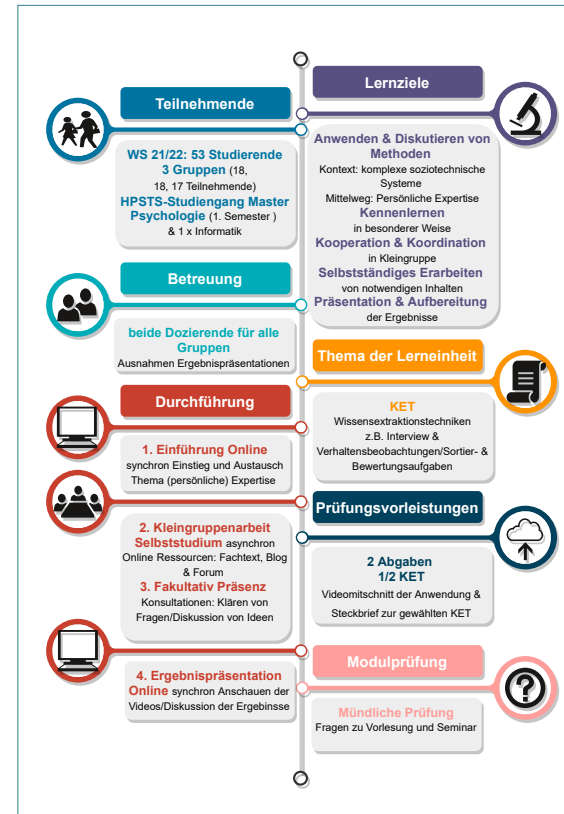 Teilnehmende
WS 21/22: 53 Studierende
3 Gruppen (18,
18, 17 Teilnehmende)
HPSTS-Studiengang Master
Psychologie (1. Semester )
& 1 x Informatik
Betreuung
beide Dozierende für alle
Gruppen
Ausnahmen Ergebnispräsentationen
Durchführung
1. Einführung Online
synchron Einstieg und Austausch
Thema (persönliche) Expertise
2. Kleingruppenarbeit
Selbststudium asynchron
Online Ressourcen: Fachtext, Blog
& Forum
3. Fakultativ Präsenz
Konsultationen: Klären von
Fragen/Diskussion von Ideen
4. Ergebnispräsentation
Online synchron Anschauen der
Videos/Diskussion der Ergebinsse
Lernziele
Anwenden & Diskutieren von
Methoden
Kontext: komplexe soziotechnische
Systeme
Mittelweg: Persönliche Expertise
Kennenlernen
in besonderer Weise
Kooperation & Koordination
in Kleingruppe
Selbstständiges Erarbeiten
von notwendigen Inhalten
Präsentation & Aufbereitung
der Ergebnisse
Thema der Lerneinheit
KET
Wissensextraktionstechniken
z.B. Interview &
Verhaltensbeobachtungen/Sortier- &
Bewertungsaufgaben
Prüfungsvorleistungen
2 Abgaben
1/2 KET
Videomitschnitt der Anwendung &
Steckbrief zur gewählten KET
Modulprüfung
Mündliche Prüfung
Fragen zu Vorlesung und Seminar